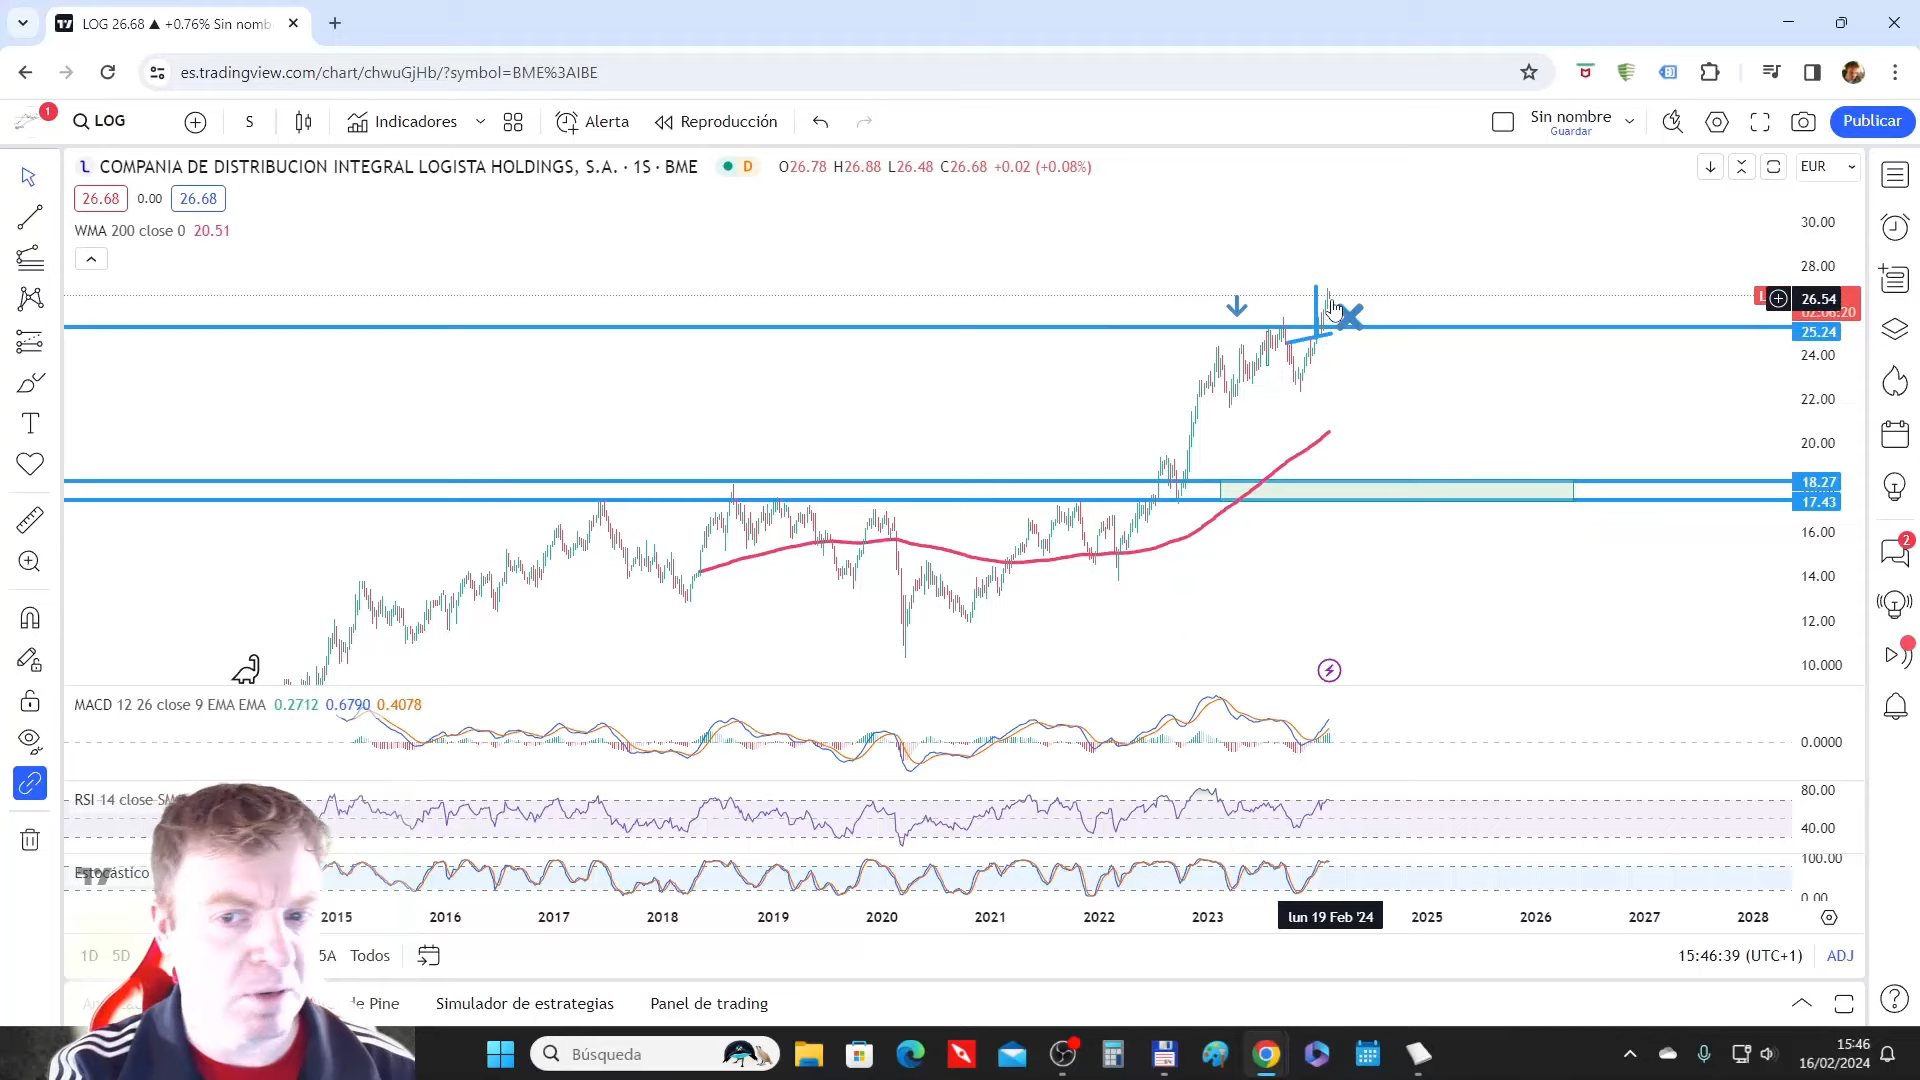 LOG 26.68 ▲ +0.76% Sin nomb
es.tradingview.com/chart/chwuGjHb/?symbol=BME%3AIBE
1
LOG
S
Indicadores
Alerta
Reproducción
Sin nombre
Guardar
Publicar
COMPANIA DE DISTRIBUCION INTEGRAL LOGISTA HOLDINGS, S.A. · 1S · BME
D
O26.78 H26.88 L26.48 C26.68 +0.02 (+0.08%)
EUR
26.68 0.00 26.68
WMA 200 close 0 20.51
30.00
28.00
26.54
02:06:20
25.24
24.00
22.00
20.00
18.27
17.43
16.00
14.00
12.00
10.000
MACD 12 26 close 9 EMA EMA 0.2712 0.6790 0.4078
0.0000
RSI 14 close
80.00
40.00
Estocástico
100.00
0.00
2015 2016 2017 2018 2019 2020 2021 2022 2023 lun 19 Feb '24 2025 2026 2027 2028
1D 5D 5A Todos
15:46:39 (UTC+1) ADJ
de Pine Simulador de estrategias Panel de trading
2
Búsqueda
15:46
16/02/2024